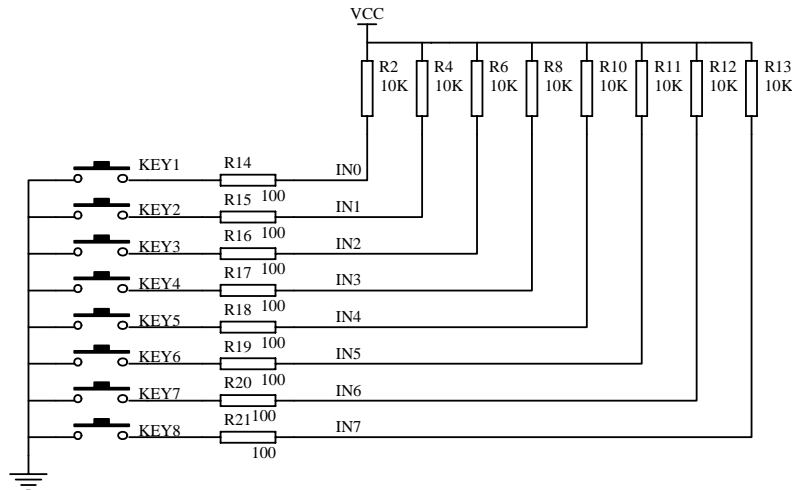 VCC
R2 R4 R6 R8 R10 R11 R12 R13
10K 10K 10K 10K 10K 10K 10K 10K
KEY1 R14 IN0
100
KEY2 R15 IN1
100
KEY3 R16 IN2
100
KEY4 R17 IN3
100
KEY5 R18 IN4
100
KEY6 R19 IN5
100
KEY7 R20 IN6
100
KEY8 R21 IN7
100